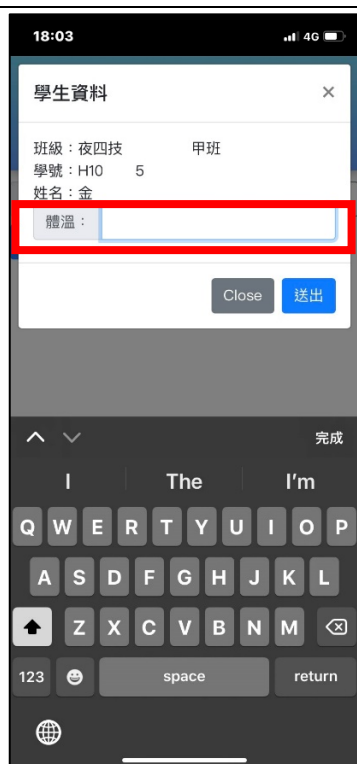 18:03 4G
學生資料 ×
班級：夜四技 甲班
學號：H10 5
姓名：金
體溫：
Close 送出
完成
I The I'm
Q W E R T Y U I O P
A S D F G H J K L
Z X C V B N M
123 space return